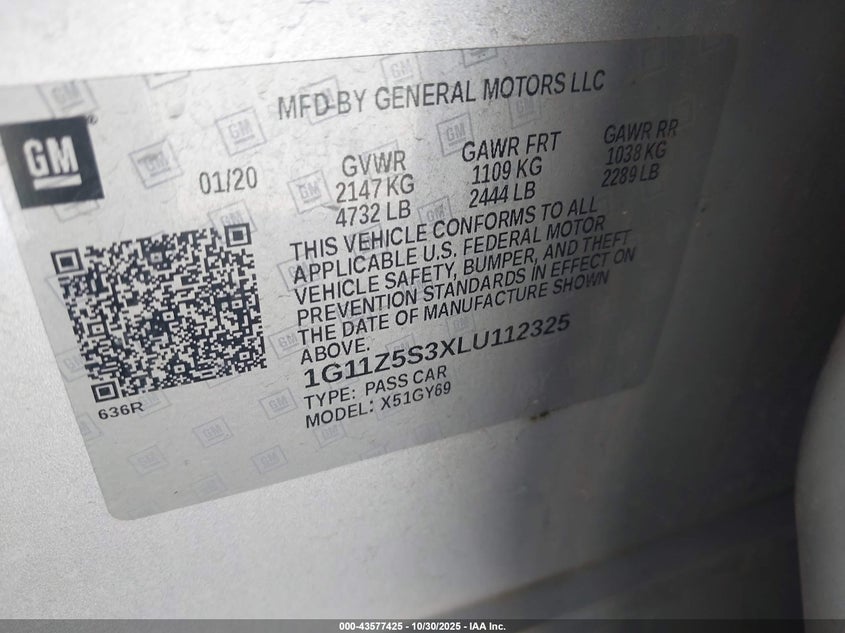 MFD BY GENERAL MOTORS LLC
GM
®
01/20
GVWR
2147 KG
4732 LB
GAWR FRT
1109 KG
2444 LB
GAWR RR
1038 KG
2289 LB
THIS VEHICLE CONFORMS TO ALL
APPLICABLE U.S. FEDERAL MOTOR
VEHICLE SAFETY, BUMPER, AND THEFT
PREVENTION STANDARDS IN EFFECT ON
THE DATE OF MANUFACTURE SHOWN
ABOVE.
1G11Z5S3XLU112325
TYPE: PASS CAR
MODEL: X51GY69
636R
000-43577425 - 10/30/2025 - IAA Inc.